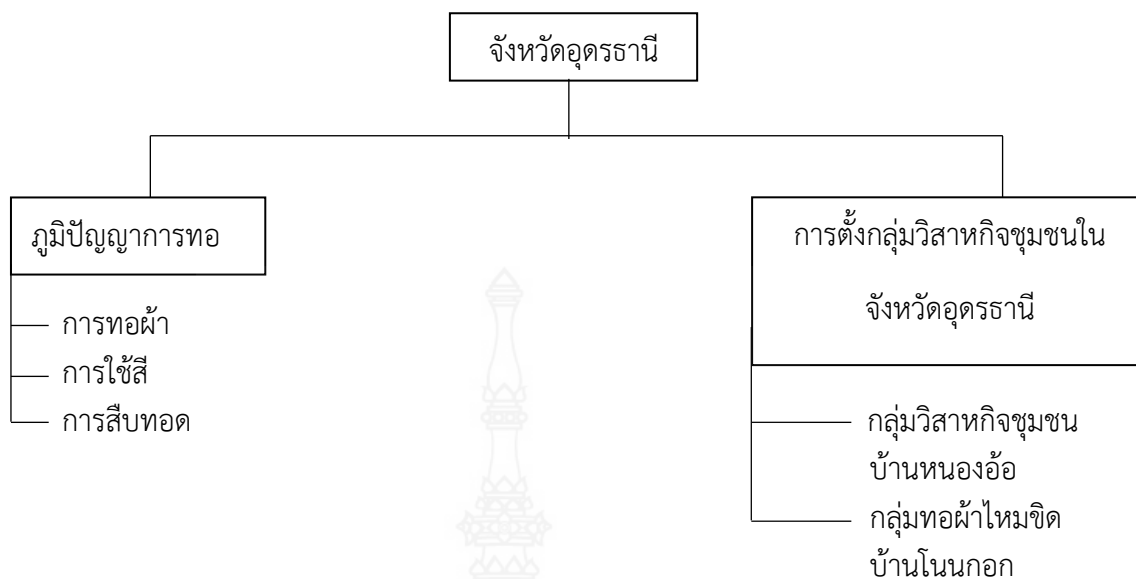 จังหวัดอุดรธานี
ภูมิปัญญาการทอ
การทอผ้า
การใช้สี
การสืบทอด
การตั้งกลุ่มวิสาหกิจชุมชนใน
จังหวัดอุดรธานี
กลุ่มวิสาหกิจชุมชน
บ้านหนองอ้อ
กลุ่มทอผ้าไหมขิด
บ้านโนนกอก